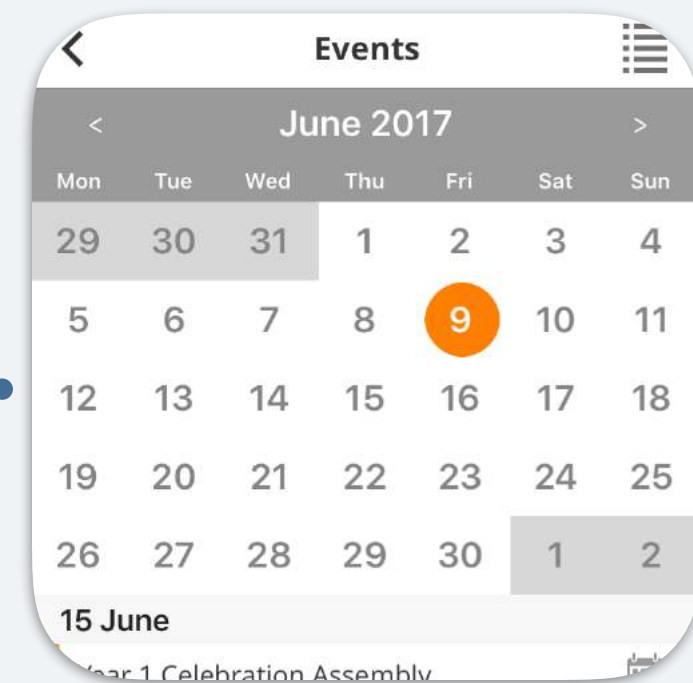 Events
< June 2017 >
Mon Tue Wed Thu Fri Sat Sun
29 30 31 1 2 3 4
5 6 7 8 9 10 11
12 13 14 15 16 17 18
19 20 21 22 23 24 25
26 27 28 29 30 1 2
15 June
Year 1 Celebration Assembly